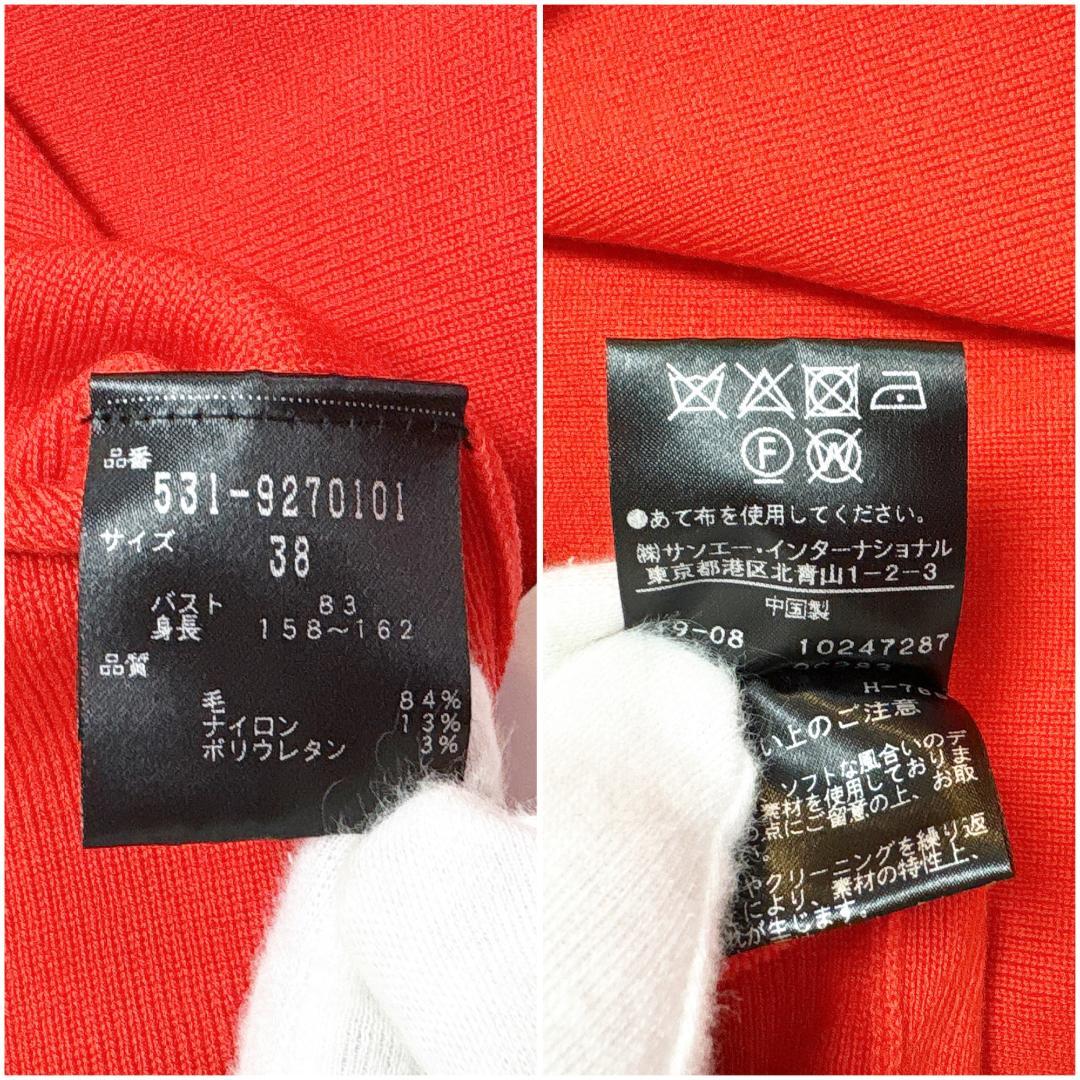 品番
531-9270101
サイズ
38
バスト 83
身長 158～162
品質
毛 84%
ナイロン 13%
ポリウレタン 3%
F W
●あて布を使用してください。
㈱サンエー・インターナショナル
東京都港区北青山1-2-3
中国製
9-08 10247287
H-78
い上のご注意
ソフトな風合いのデ
素材を使用しておりま
点にご留意の上、お取
。
やクリーニングを繰り返
により、素材の特性上、
が生じます。